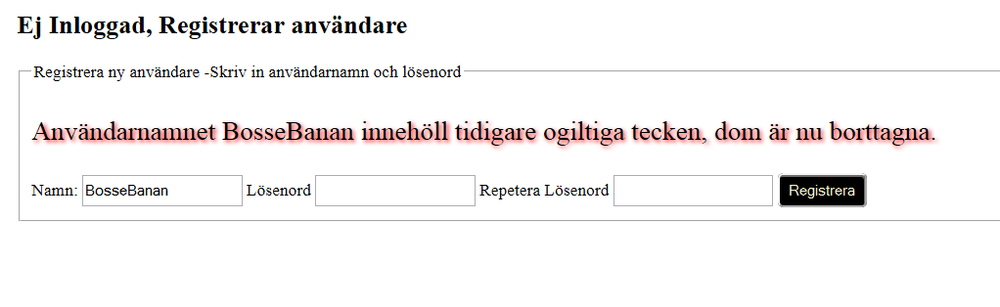 Ej Inloggad, Registrerar användare
Registrera ny användare -Skriv in användarnamn och lösenord
Användarnamnet BosseBanan innehöll tidigare ogiltiga tecken, dom är nu borttagna.
Namn: BosseBanan Lösenord Repetera Lösenord Registrera